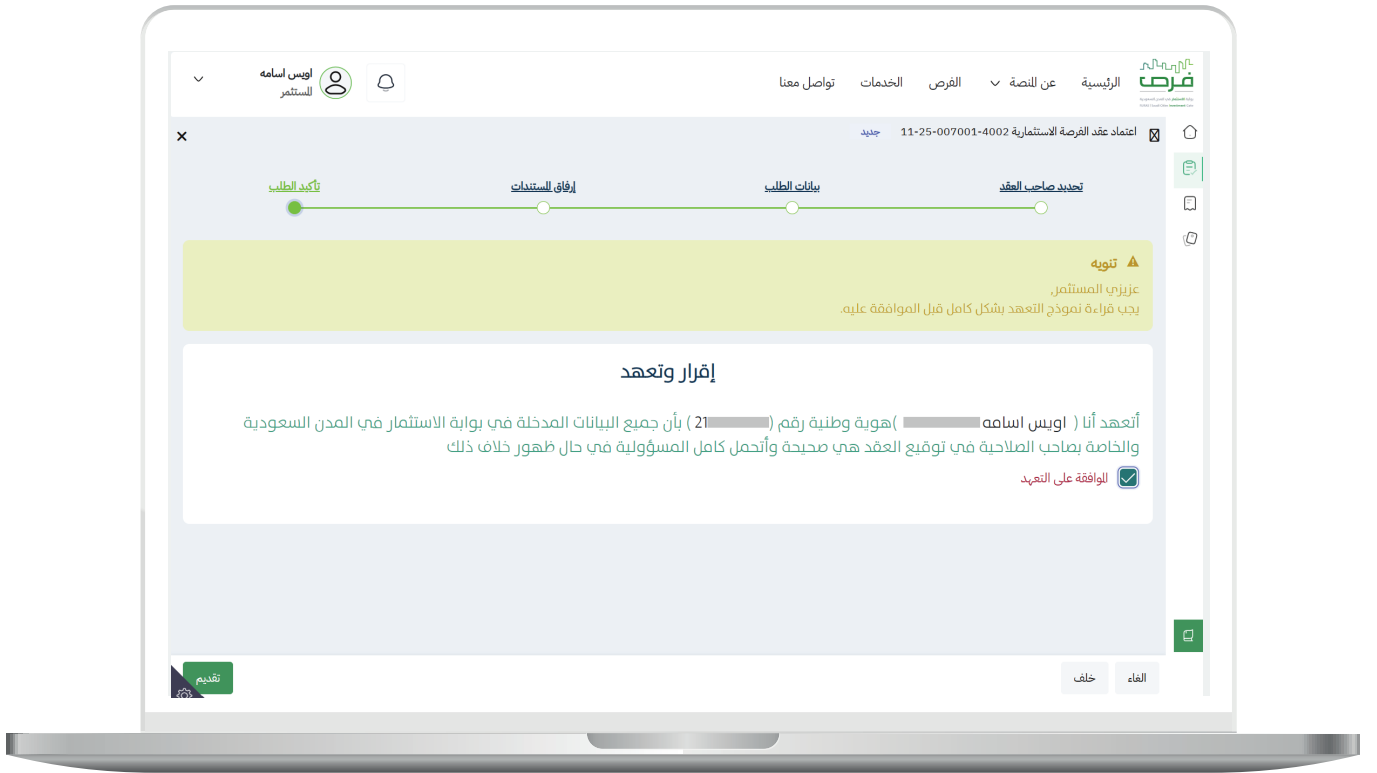 فرص
الرئيسية
عن المنصة
الفرص
الخدمات
تواصل معنا
اويس اسامه
المستثمر
اعتماد عقد الفرصة الاستثمارية 4002-007001-25-11
جديد
تحديد صاحب العقد
بيانات الطلب
إرفاق المستندات
تأكيد الطلب
تنويه
عزيزي المستثمر,
يجب قراءة نموذج التعهد بشكل كامل قبل الموافقة عليه.
إقرار وتعهد
أتعهد أنا ( اويس اسامه )هوية وطنية رقم (21 ) بأن جميع البيانات المدخلة في بوابة الاستثمار في المدن السعودية
والخاصة بصاحب الصلاحية في توقيع العقد هي صحيحة وأتحمل كامل المسؤولية في حال ظهور خلاف ذلك
الموافقة على التعهد
الغاء
خلف
تقديم